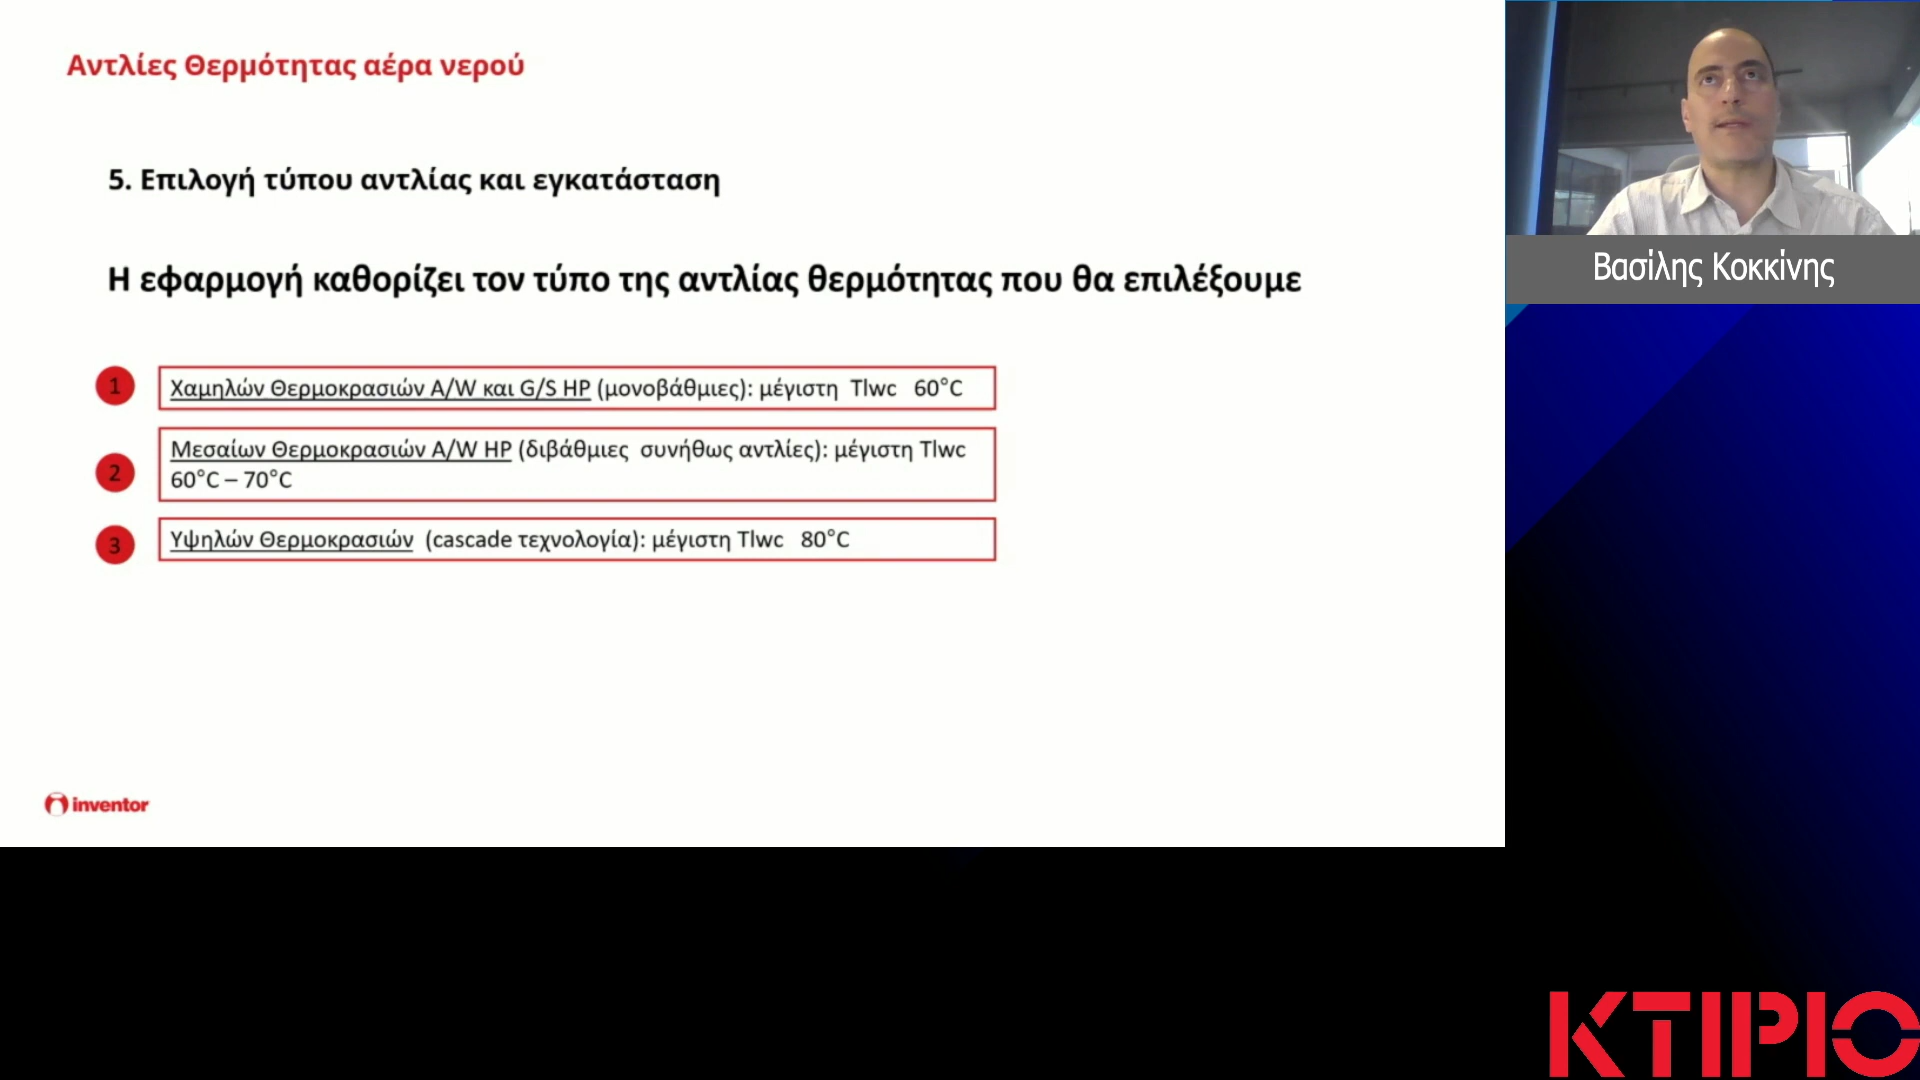 Αντλίες Θερμότητας αέρα νερού
5. Επιλογή τύπου αντλίας και εγκατάσταση
Η εφαρμογή καθορίζει τον τύπο της αντλίας θερμότητας που θα επιλέξουμε
1 Χαμηλών Θερμοκρασιών A/W και G/S HP (μονοβάθμιες): μέγιστη Tlwc 60°C
2 Μεσαίων Θερμοκρασιών A/W HP (διβάθμιες συνήθως αντλίες): μέγιστη Tlwc
60°C – 70°C
3 Υψηλών Θερμοκρασιών (cascade τεχνολογία): μέγιστη Tlwc 80°C
inventor
Βασίλης Κοκκίνης
ΚΤΙΡΙΟ